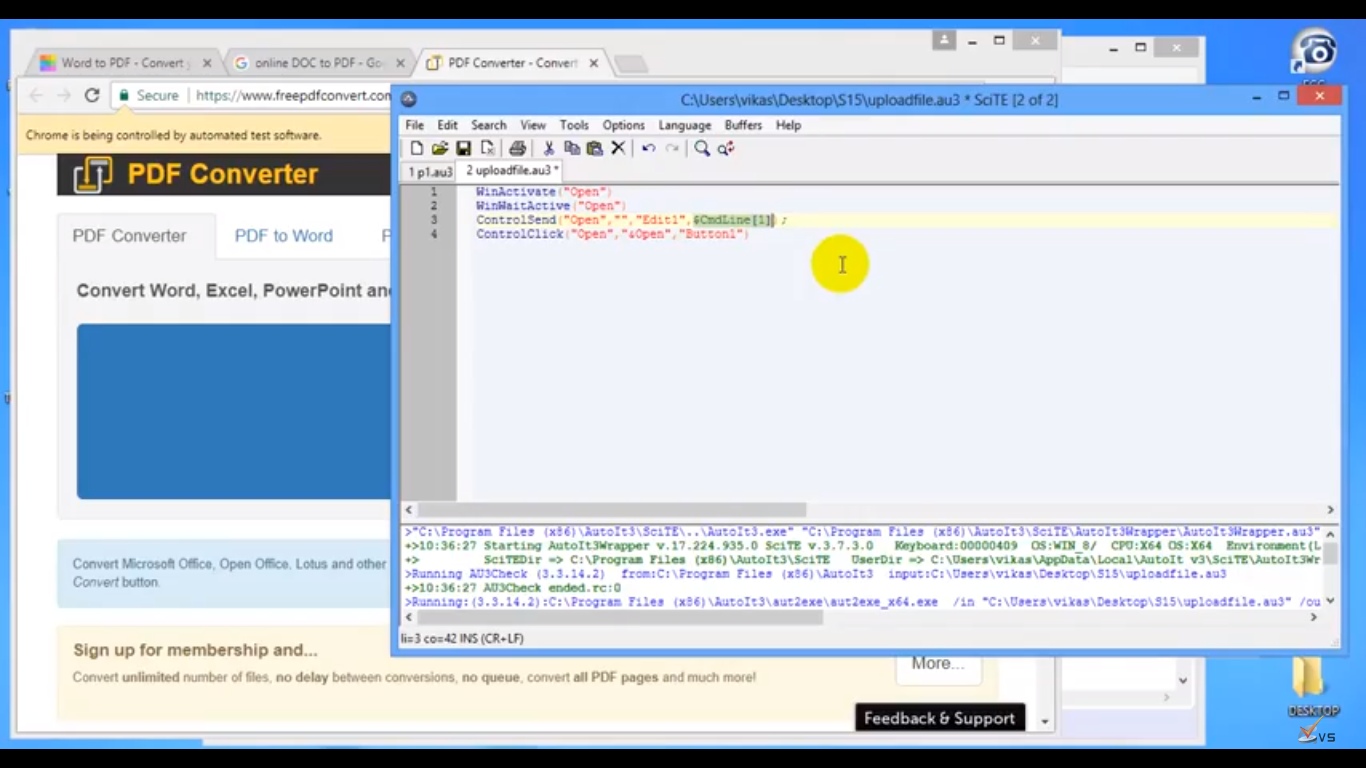 Word to PDF - Convert
online DOC to PDF - Go
PDF Converter - Convert
Secure
https://www.freepdfconvert.con
Chrome is being controlled by automated test software.
PDF Converter
PDF Converter
PDF to Word
P
Convert Word, Excel, PowerPoint and
Convert Microsoft Office, Open Office, Lotus and other
Convert button.
Sign up for membership and...
Convert unlimited number of files, no delay between conversions, no queue, convert all PDF pages and much more!
More...
Feedback & Support
C:\Users\vikas\Desktop\S15\uploadfile.au3 * SciTE [2 of 2]
File Edit Search View Tools Options Language Buffers Help
1 p1.au3
2 uploadfile.au3 *
1 WinActivate("Open")
2 WinWaitActive("Open")
3 ControlSend("Open","","Edit1",&CmdLine[1]) ;
4 ControlClick("Open","&Open","Button1")
>"C:\Program Files (x86)\AutoIt3\SciTE\..\AutoIt3.exe" "C:\Program Files (x86)\AutoIt3\SciTE\AutoIt3Wrapper\AutoIt3Wrapper.au3"
+>10:36:27 Starting AutoIt3Wrapper v.17.224.935.0 SciTE v.3.7.3.0 Keyboard:00000409 OS:WIN_8/ CPU:X64 OS:X64 Environment(L
+> SciTEDir => C:\Program Files (x86)\AutoIt3\SciTE UserDir => C:\Users\vikas\AppData\Local\AutoIt v3\SciTE\AutoIt3Wr
>Running AU3Check (3.3.14.2) from:C:\Program Files (x86)\AutoIt3 input:C:\Users\vikas\Desktop\S15\uploadfile.au3
+>10:36:27 AU3Check ended.rc:0
>Running:(3.3.14.2):C:\Program Files (x86)\AutoIt3\aut2exe\aut2exe_x64.exe /in "C:\Users\vikas\Desktop\S15\uploadfile.au3" /ou
li=3 co=42 INS (CR+LF)
DESKTOP
VS